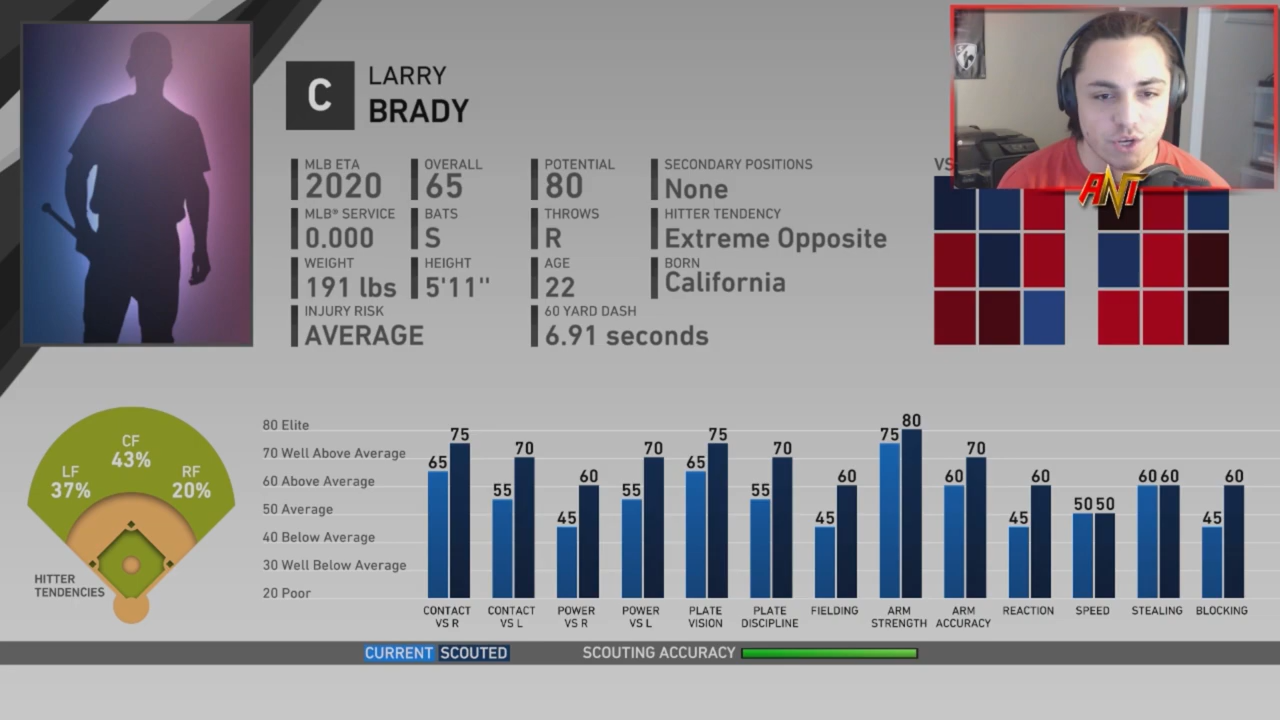 C
LARRY
BRADY
MLB ETA
2020
OVERALL
65
POTENTIAL
80
SECONDARY POSITIONS
None
MLB® SERVICE
0.000
BATS
S
THROWS
R
HITTER TENDENCY
Extreme Opposite
WEIGHT
191 lbs
HEIGHT
5'11"
AGE
22
BORN
California
INJURY RISK
AVERAGE
60 YARD DASH
6.91 seconds
VS
ANT
CF
43%
LF
37%
RF
20%
HITTER
TENDENCIES
80 Elite
70 Well Above Average
60 Above Average
50 Average
40 Below Average
30 Well Below Average
20 Poor
65 75
55 70
45 60
55 70
65 75
55 70
45 60
75 80
60 70
45 60
50 50
60 60
45 60
CONTACT
VS R
CONTACT
VS L
POWER
VS R
POWER
VS L
PLATE
VISION
PLATE
DISCIPLINE
FIELDING
ARM
STRENGTH
ARM
ACCURACY
REACTION
SPEED
STEALING
BLOCKING
CURRENT SCOUTED
SCOUTING ACCURACY